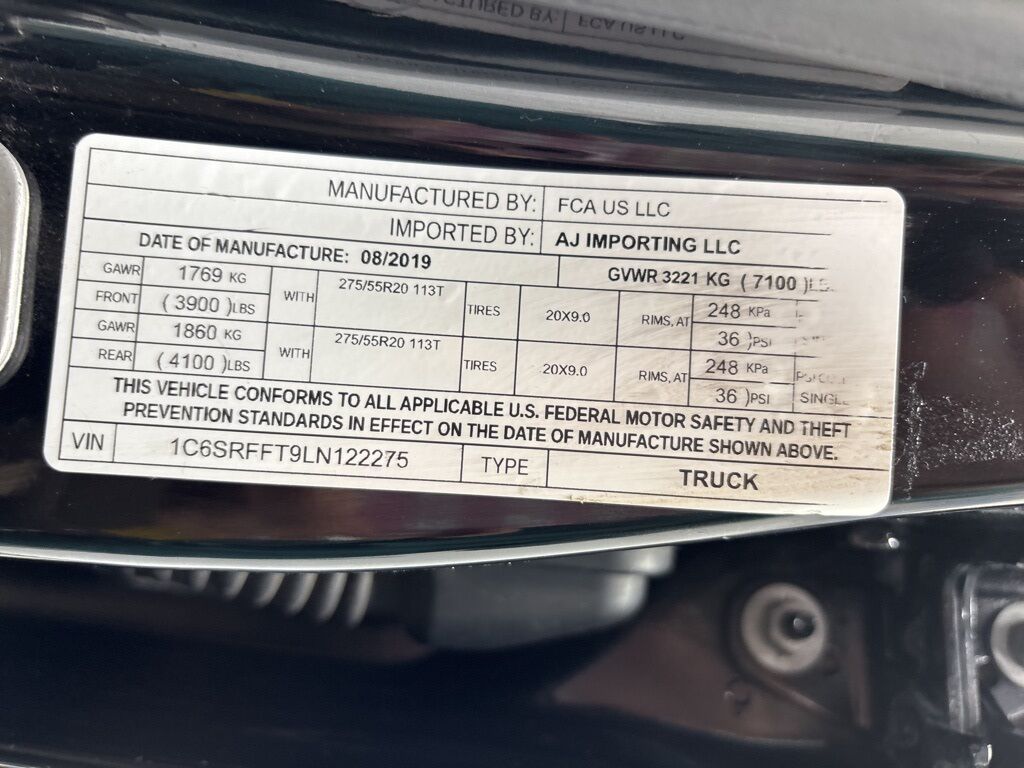 MANUFACTURED BY: FCA US LLC
IMPORTED BY: AJ IMPORTING LLC
DATE OF MANUFACTURE: 08/2019 GVWR 3221 KG ( 7100 )
GAWR 1769 KG WITH 275/55R20 113T TIRES 20X9.0 RIMS, AT 248 KPa
FRONT ( 3900 )LBS 36 )PSI
GAWR 1860 KG WITH 275/55R20 113T TIRES 20X9.0 RIMS, AT 248 KPa
REAR ( 4100 )LBS 36 )PSI SINGL
THIS VEHICLE CONFORMS TO ALL APPLICABLE U.S. FEDERAL MOTOR SAFETY AND THEFT
PREVENTION STANDARDS IN EFFECT ON THE DATE OF MANUFACTURE SHOWN ABOVE.
VIN 1C6SRFFT9LN122275 TYPE TRUCK